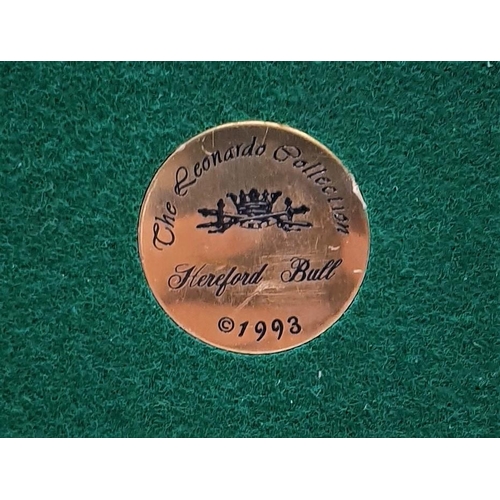 The Leonardo Collection
Hereford Bull
©1993